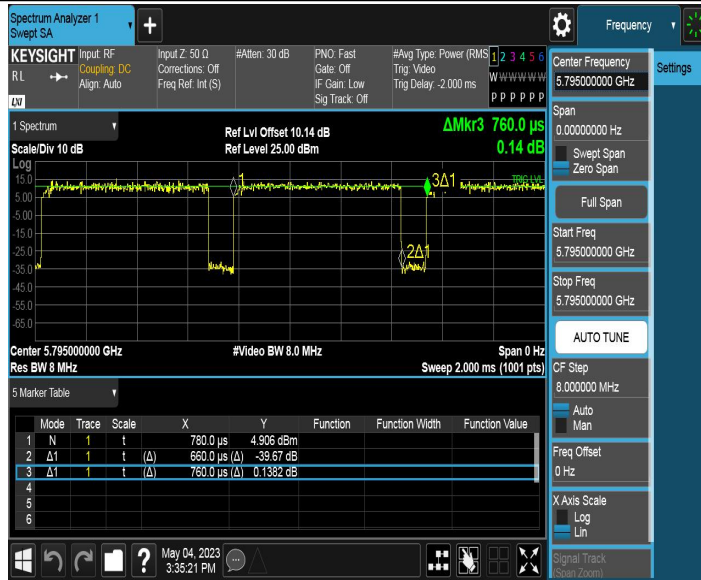 Spectrum Analyzer 1
Swept SA
Frequency
KEYSIGHT
RL
LXI
Input: RF
Coupling: DC
Align: Auto
Input Z: 50 Ω
Corrections: Off
Freq Ref: Int (S)
#Atten: 30 dB
PNO: Fast
Gate: Off
IF Gain: Low
Sig Track: Off
#Avg Type: Power (RMS
Trig: Video
Trig Delay: -2.000 ms
1 2 3 4 5 6
W W W W W W
P P P P P P
1 Spectrum
Scale/Div 10 dB
Ref Lvl Offset 10.14 dB
Ref Level 25.00 dBm
ΔMkr3 760.0 µs
0.14 dB
Log
15.0
5.00
-5.00
-15.0
-25.0
-35.0
-45.0
-55.0
-65.0
1
3Δ1
TRIG LVL
2Δ1
Center 5.795000000 GHz
#Video BW 8.0 MHz
Span 0 Hz
Res BW 8 MHz
Sweep 2.000 ms (1001 pts)
5 Marker Table
Mode Trace Scale X Y Function Function Width Function Value
1 N 1 t 780.0 µs 4.906 dBm
2 Δ1 1 t (Δ) 660.0 µs (Δ) -39.67 dB
3 Δ1 1 t (Δ) 760.0 µs (Δ) 0.1382 dB
4
5
6
May 04, 2023
3:35:21 PM
Center Frequency
5.795000000 GHz
Settings
Span
0.00000000 Hz
Swept Span
Zero Span
Full Span
Start Freq
5.795000000 GHz
Stop Freq
5.795000000 GHz
AUTO TUNE
CF Step
8.000000 MHz
Auto
Man
Freq Offset
0 Hz
X Axis Scale
Log
Lin
Signal Track
(Span Zoom)